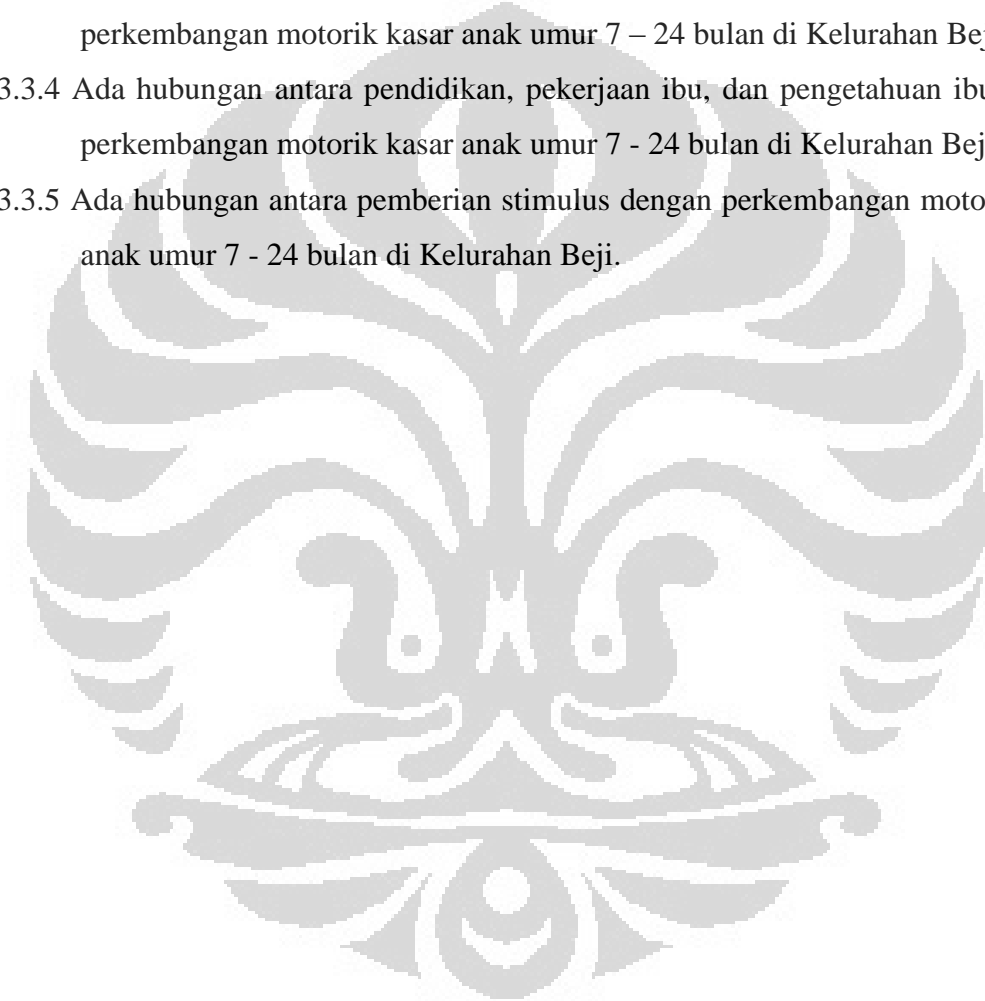 perkembangan motorik kasar anak umur 7 – 24 bulan di Kelurahan Bej
3.3.4 Ada hubungan antara pendidikan, pekerjaan ibu, dan pengetahuan ibu
perkembangan motorik kasar anak umur 7 - 24 bulan di Kelurahan Bej
3.3.5 Ada hubungan antara pemberian stimulus dengan perkembangan moto
anak umur 7 - 24 bulan di Kelurahan Beji.